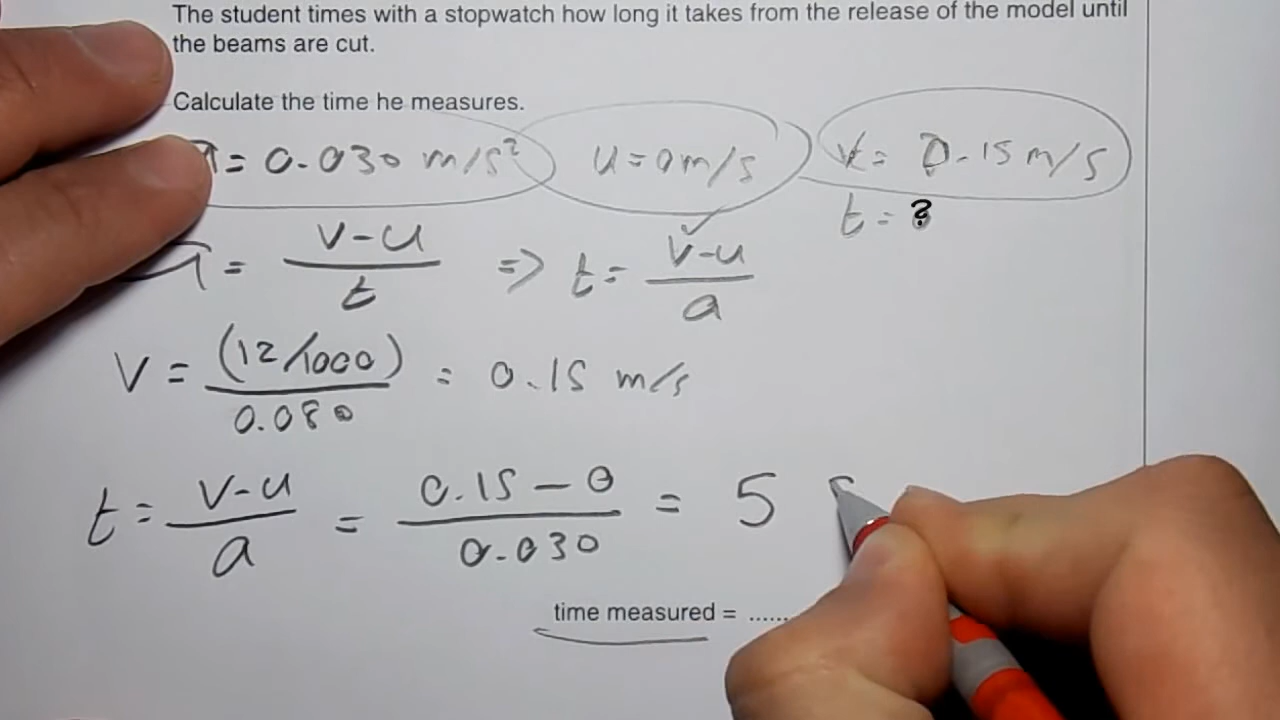 The student times with a stopwatch how long it takes from the release of the model until
the beams are cut.
Calculate the time he measures.
a = 0.030 m/s² u = 0 m/s v = 0.15 m/s
t = ?
a = v-u / t => t = v-u / a
v = (12/1000) / 0.080 = 0.15 m/s
t = v-u / a = 0.15 - 0 / 0.030 = 5 s
time measured = ......